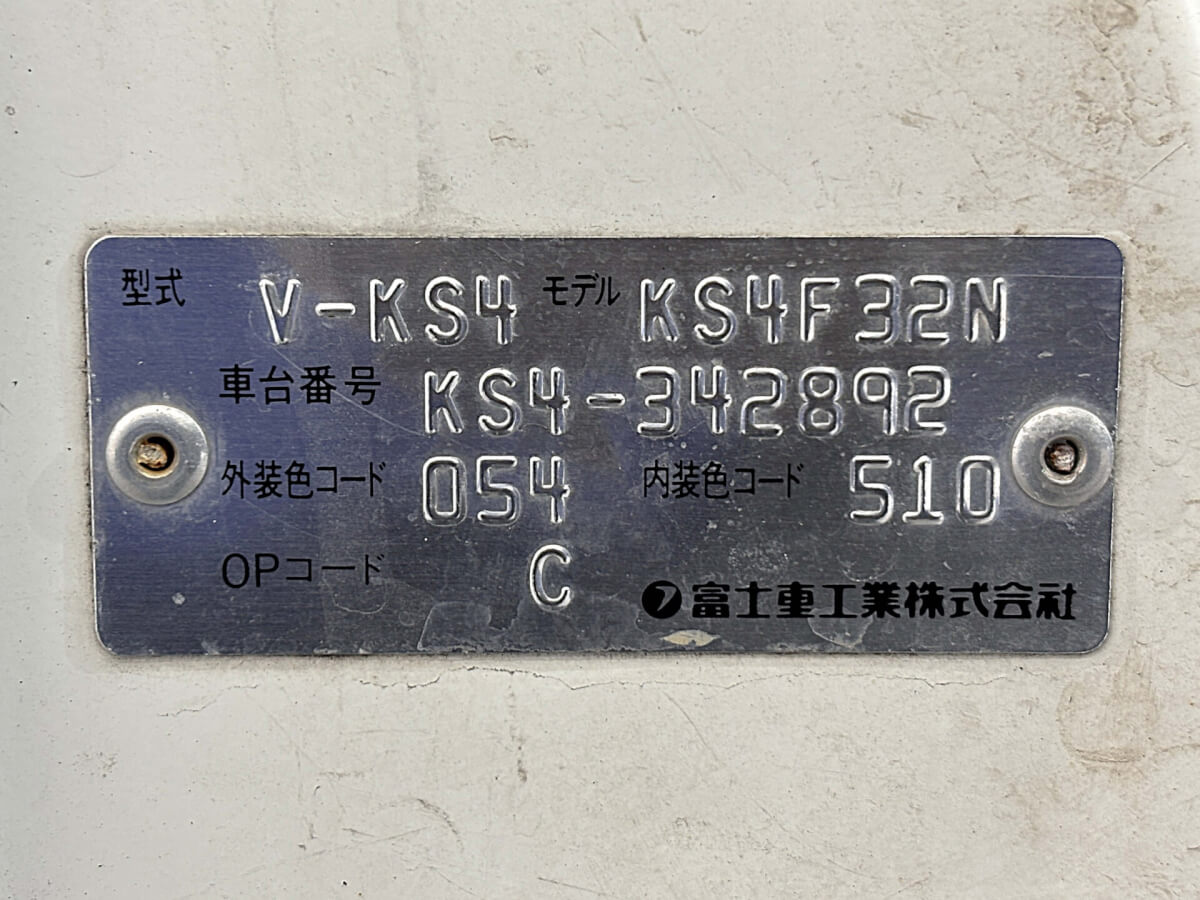 型式 V-KS4 モデル KS4F32N
車台番号 KS4-342892
外装色コード 054 内装色コード 510
OPコード C
富士重工業株式会社